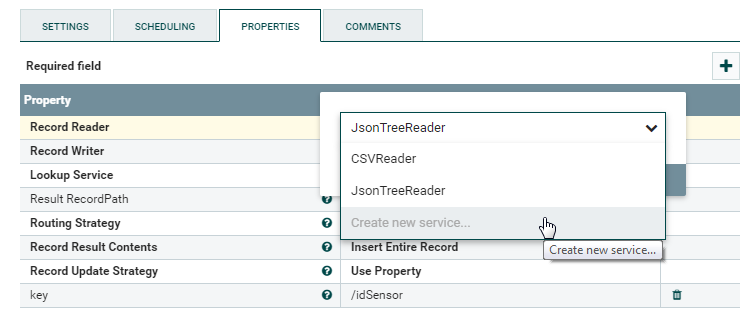 SETTINGS SCHEDULING PROPERTIES COMMENTS
Required field
Property
Record Reader JsonTreeReader
Record Writer
CSVReader
Lookup Service
JsonTreeReader
Result RecordPath
Routing Strategy Create new service...
Record Result Contents Insert Entire Record
Create new service...
Record Update Strategy Use Property
key /idSensor